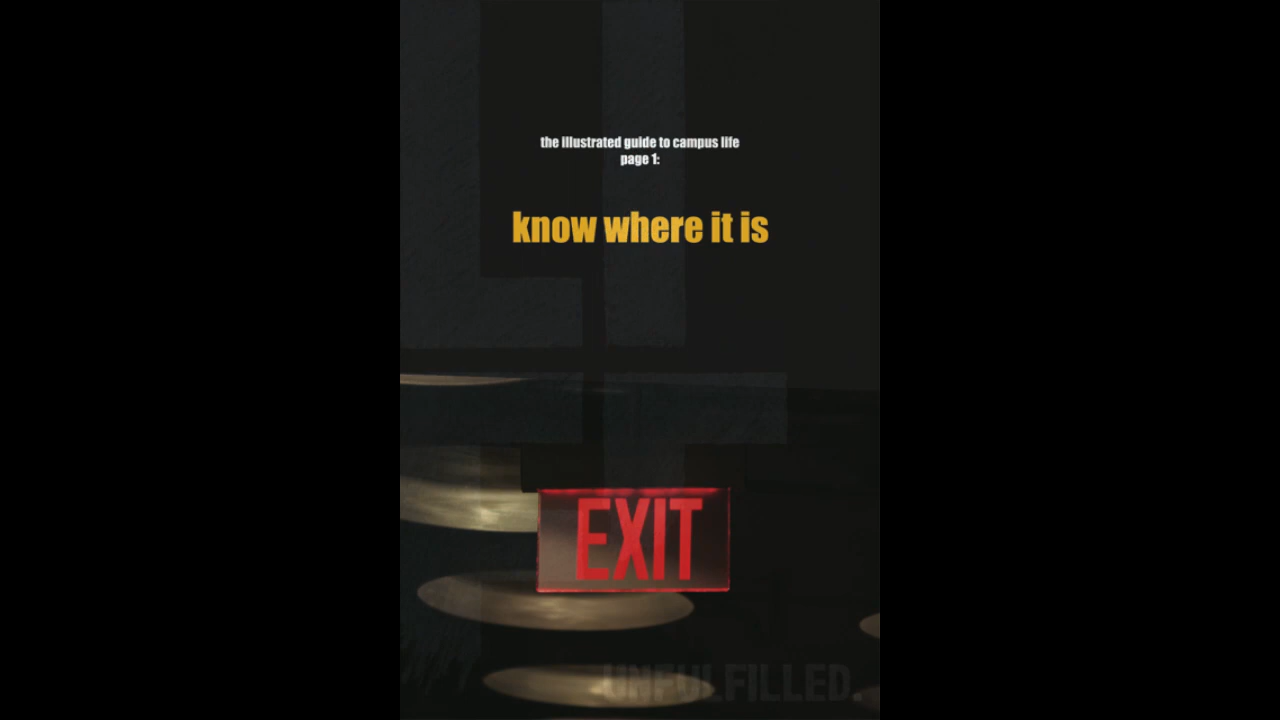 the illustrated guide to campus life
page 1:
know where it is
EXIT
UNFULFILLED.